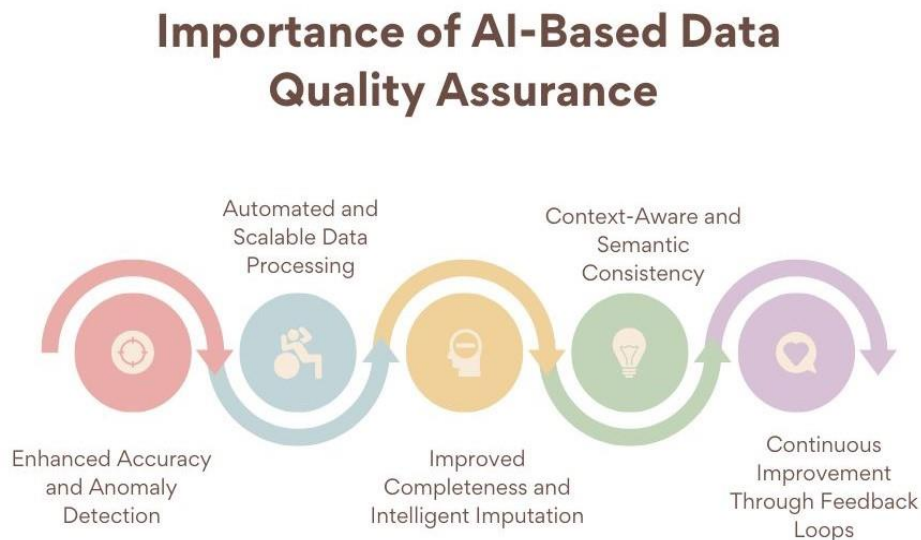 Importance of AI-Based Data
Quality Assurance
Enhanced Accuracy
and Anomaly
Detection
Automated and
Scalable Data
Processing
Improved
Completeness and
Intelligent Imputation
Context-Aware and
Semantic
Consistency
Continuous
Improvement
Through Feedback
Loops